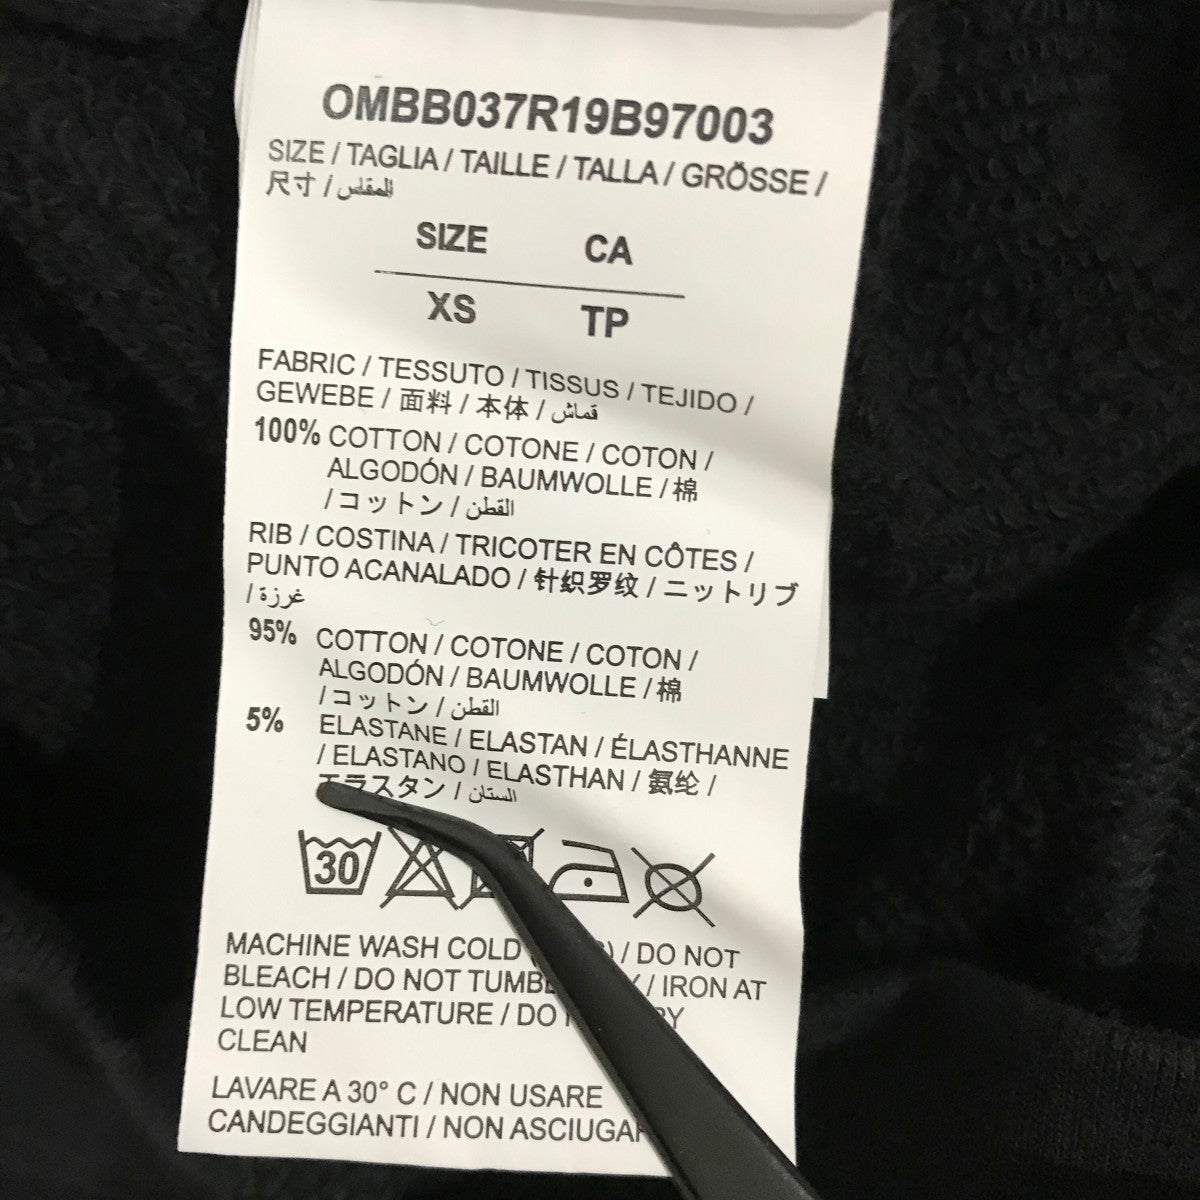 OMBB037R19B97003
SIZE / TAGLIA / TAILLE / TALLA / GRÖSSE /
尺寸 / المقاس
SIZE CA
XS TP
FABRIC / TESSUTO / TISSUS / TEJIDO /
GEWEBE / 面料 / 本体 / قماش
100% COTTON / COTONE / COTON /
ALGODÓN / BAUMWOLLE / 棉
/ コットン / القطن
RIB / COSTINA / TRICOTER EN CÔTES /
PUNTO ACANALADO / 针织罗纹 / ニットリブ
/ غرزة
95% COTTON / COTONE / COTON /
ALGODÓN / BAUMWOLLE / 棉
/ コットン / القطن
5% ELASTANE / ELASTAN / ÉLASTHANNE
/ ELASTANO / ELASTHAN / 氨纶 /
エラスタン / الستان
30
MACHINE WASH COLD / DO NOT
BLEACH / DO NOT / IRON AT
LOW TEMPERATURE / DO
CLEAN
LAVARE A 30° C / NON USARE
CANDEGGIANTI / NON